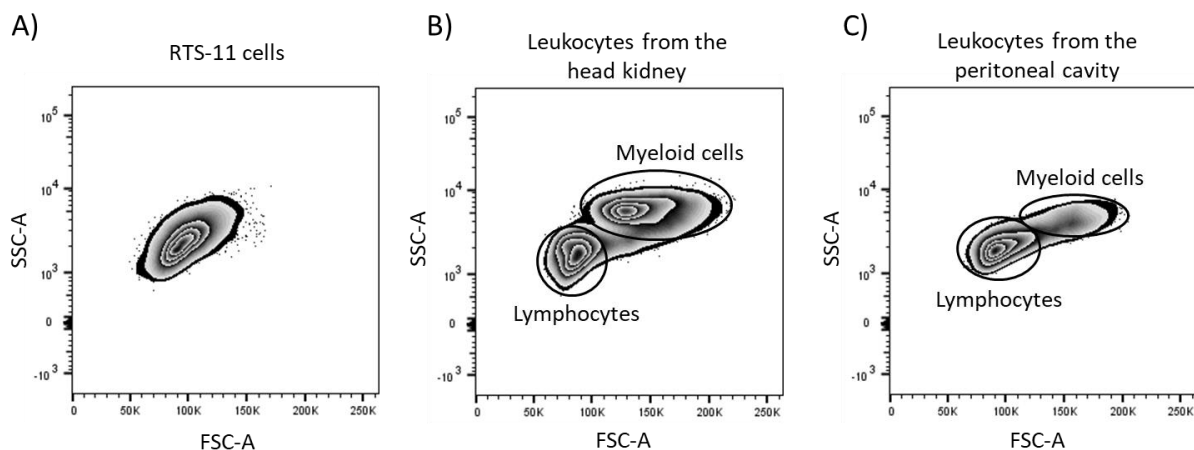 A)
RTS-11 cells
SSC-A
10^5
10^4
10^3
0
-10^3
0 50K 100K 150K 200K 250K
FSC-A
B)
Leukocytes from the
head kidney
Myeloid cells
Lymphocytes
SSC-A
10^5
10^4
10^3
0
-10^3
0 50K 100K 150K 200K 250K
FSC-A
C)
Leukocytes from the
peritoneal cavity
Myeloid cells
Lymphocytes
SSC-A
10^5
10^4
10^3
0
-10^3
0 50K 100K 150K 200K 250K
FSC-A